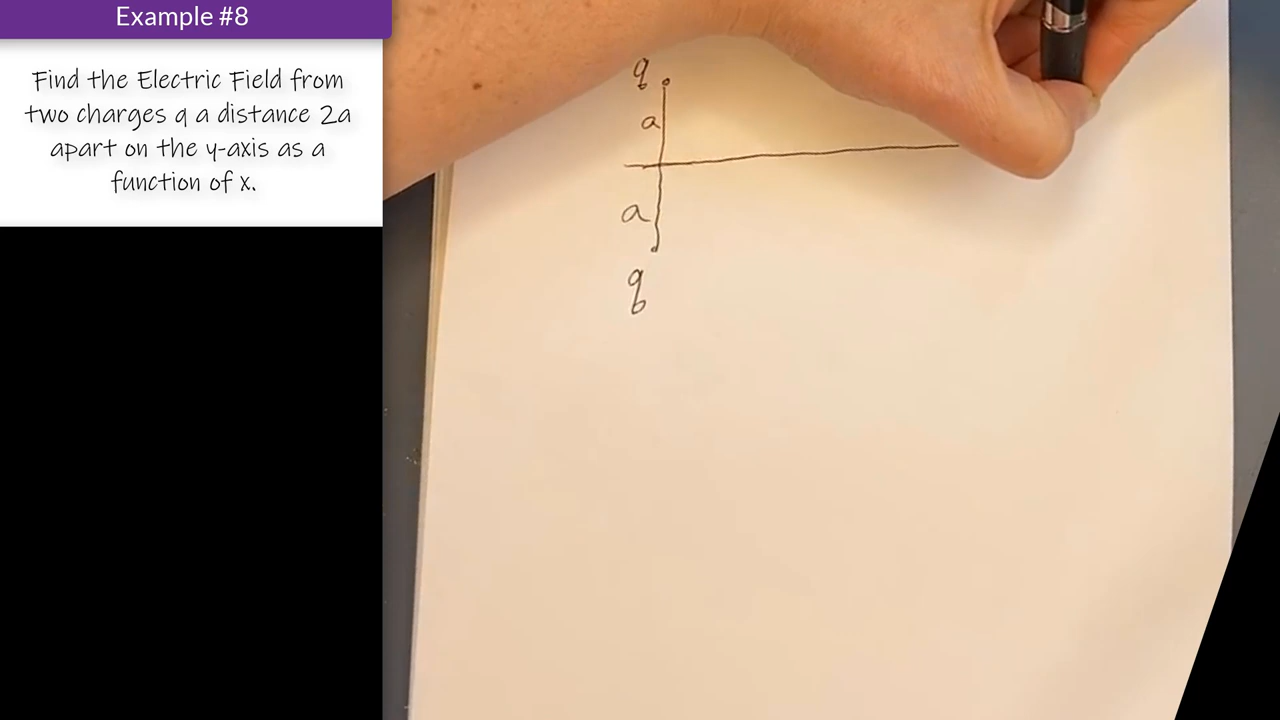 Example #8
Find the Electric Field from
two charges q a distance 2a
apart on the y-axis as a
function of x.
q
a
a
q